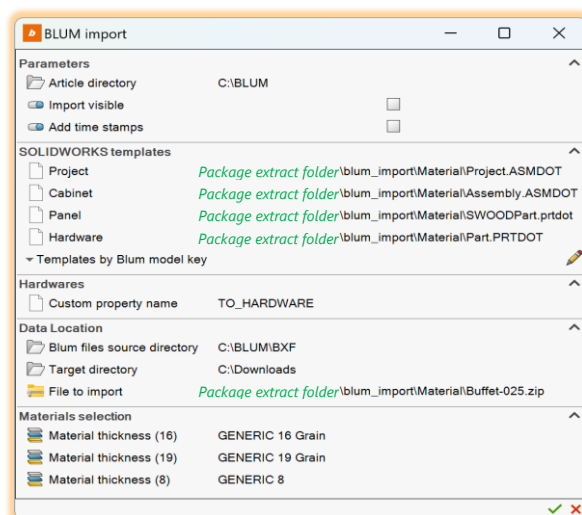 BLUM import
Parameters
Article directory C:\BLUM
Import visible
Add time stamps
SOLIDWORKS templates
Project Package extract folder\blum_import\Material\Project.ASMDOT
Cabinet Package extract folder\blum_import\Material\Assembly.ASMDOT
Panel Package extract folder\blum_import\Material\SWOODPart.prtdot
Hardware Package extract folder\blum_import\Material\Part.PRTDOT
Templates by Blum model key
Hardwares
Custom property name TO_HARDWARE
Data Location
Blum files source directory C:\BLUM\BXF
Target directory C:\Downloads
File to import Package extract folder\blum_import\Material\Buffet-025.zip
Materials selection
Material thickness (16) GENERIC 16 Grain
Material thickness (19) GENERIC 19 Grain
Material thickness (8) GENERIC 8